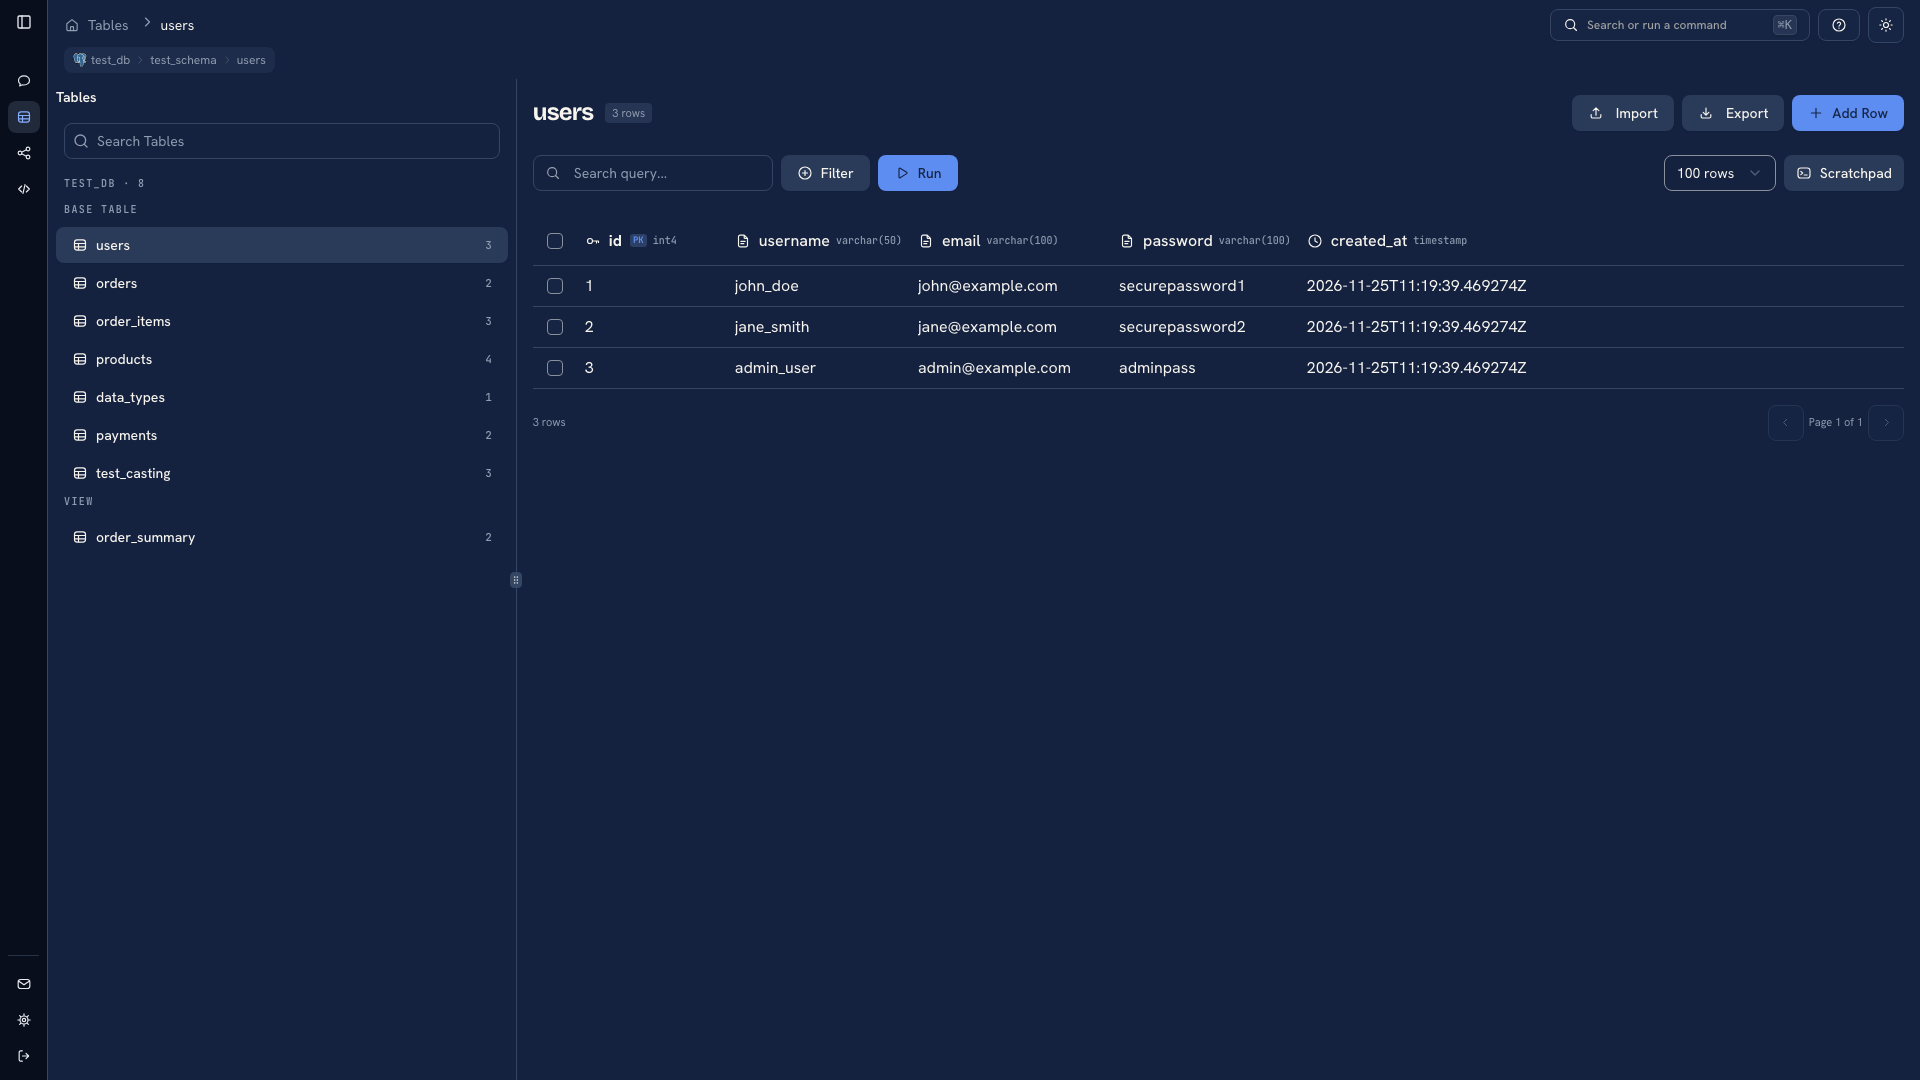 Tables > users
Search or run a command ⌘K
test_db > test_schema > users
Tables
Search Tables
TEST_DB · 8
BASE TABLE
users 3
orders 2
order_items 3
products 4
data_types 1
payments 2
test_casting 3
VIEW
order_summary 2
users 3 rows
Import Export Add Row
Search query... Filter Run
100 rows Scratchpad
id PK int4 username varchar(50) email varchar(100) password varchar(100) created_at timestamp
1 john_doe john@example.com securepassword1 2026-11-25T11:19:39.469274Z
2 jane_smith jane@example.com securepassword2 2026-11-25T11:19:39.469274Z
3 admin_user admin@example.com adminpass 2026-11-25T11:19:39.469274Z
3 rows Page 1 of 1